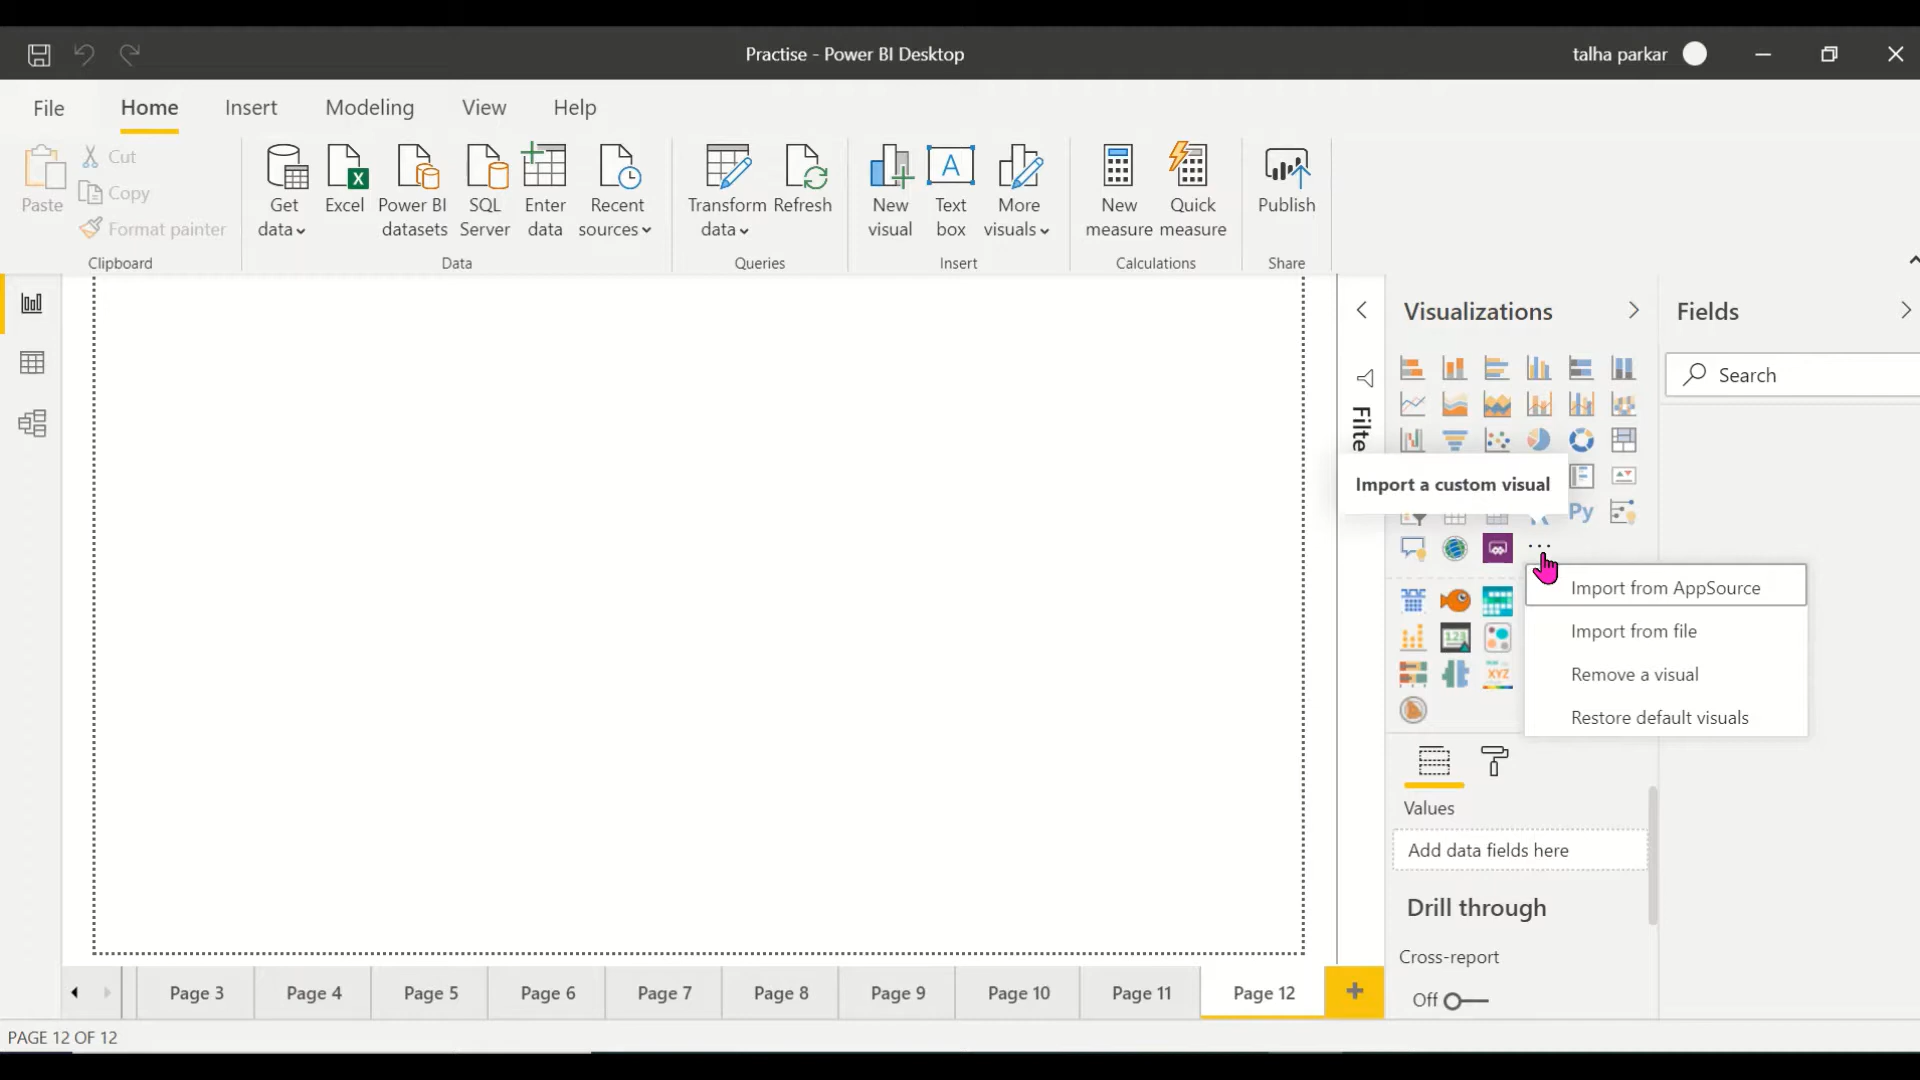 Practise - Power BI Desktop
talha parkar
File
Home
Insert
Modeling
View
Help
Paste
Cut
Copy
Format painter
Clipboard
Get
data
Excel
Power BI
datasets
SQL
Server
Enter
data
Recent
sources
Data
Transform
data
Refresh
Queries
New
visual
Text
box
More
visuals
Insert
New
measure
Quick
measure
Calculations
Publish
Share
Filte
Visualizations
Fields
Search
Import a custom visual
Py
Import from AppSource
Import from file
Remove a visual
Restore default visuals
123
XYZ
Values
Add data fields here
Drill through
Cross-report
Off
Page 3
Page 4
Page 5
Page 6
Page 7
Page 8
Page 9
Page 10
Page 11
Page 12
PAGE 12 OF 12